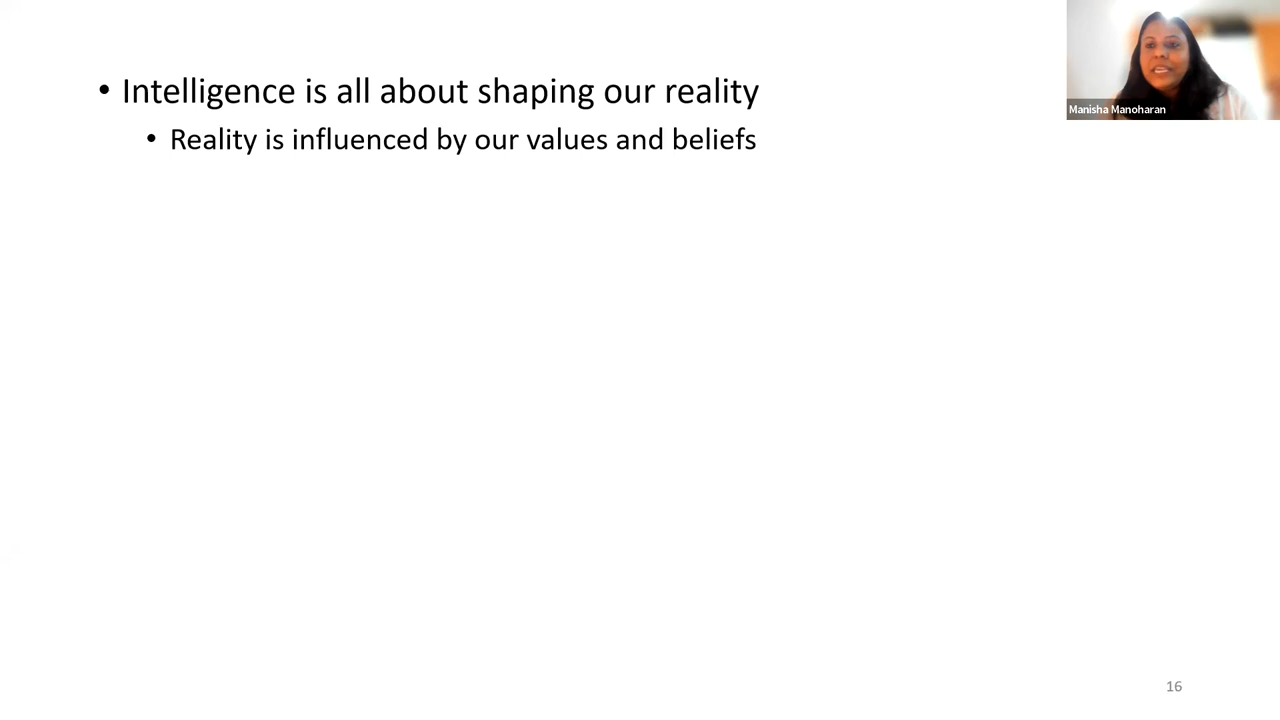 • Intelligence is all about shaping our reality
• Reality is influenced by our values and beliefs
Manisha Manoharan
16